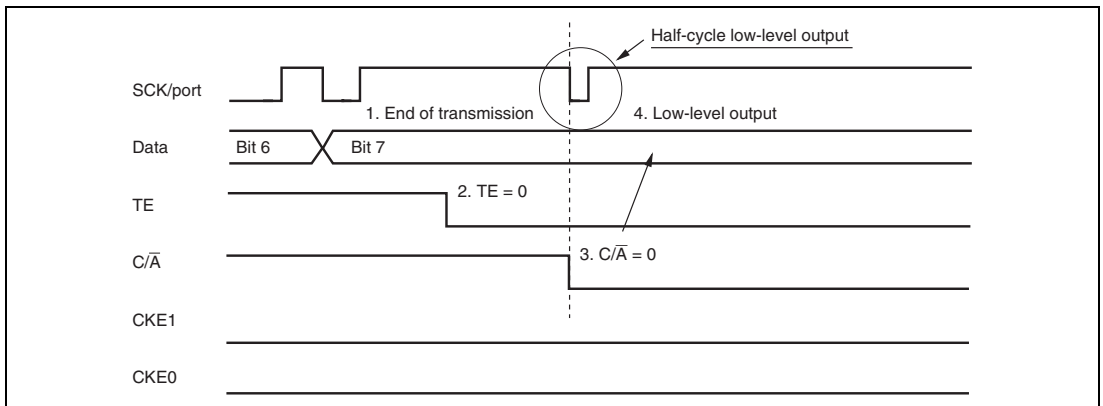 Half-cycle low-level output
SCK/port
1. End of transmission
4. Low-level output
Data
Bit 6
Bit 7
TE
2. TE = 0
C/A̅
3. C/A̅ = 0
CKE1
CKE0